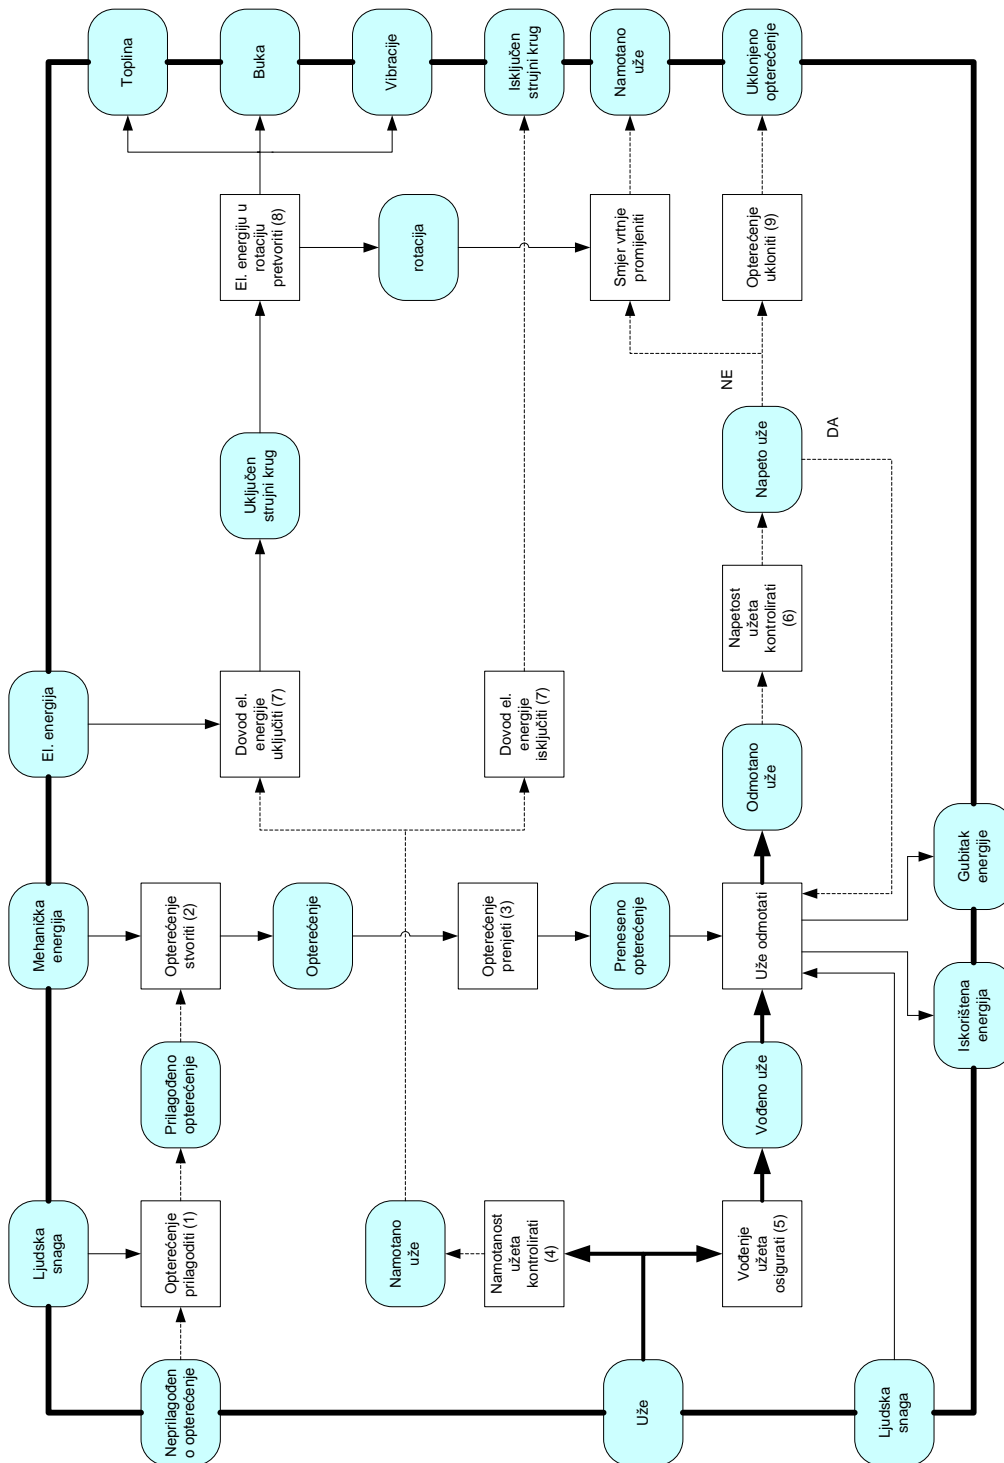 Ljudska
snaga
Mehanička
energija
El. energija
Toplina
Neprilagođen
o opterećenje
Opterećenje
prilagoditi (1)
Prilagođeno
opterećenje
Opterećenje
stvoriti (2)
Dovod el.
energije
uključiti (7)
Uključen
strujni krug
El. energiju u
rotaciju
pretvoriti (8)
Buka
Opterećenje
rotacija
Vibracije
Namotano
uže
Namotanost
užeta
kontrolirati
(4)
Opterećenje
prenjeti (3)
Dovod el.
energije
isključiti (7)
Isključen
strujni krug
Uže
Preneseno
opterećenje
Smjer vrtnje
promijeniti
Namotano
uže
Vođenje
užeta
osigurati (5)
Vođeno uže
Uže odmotati
Odmotano
uže
Napetost
užeta
kontrolirati
(6)
Napeto uže
NE
DA
Opterećenje
ukloniti (9)
Uklonjeno
opterećenje
Ljudska
snaga
Iskorištena
energija
Gubitak
energije